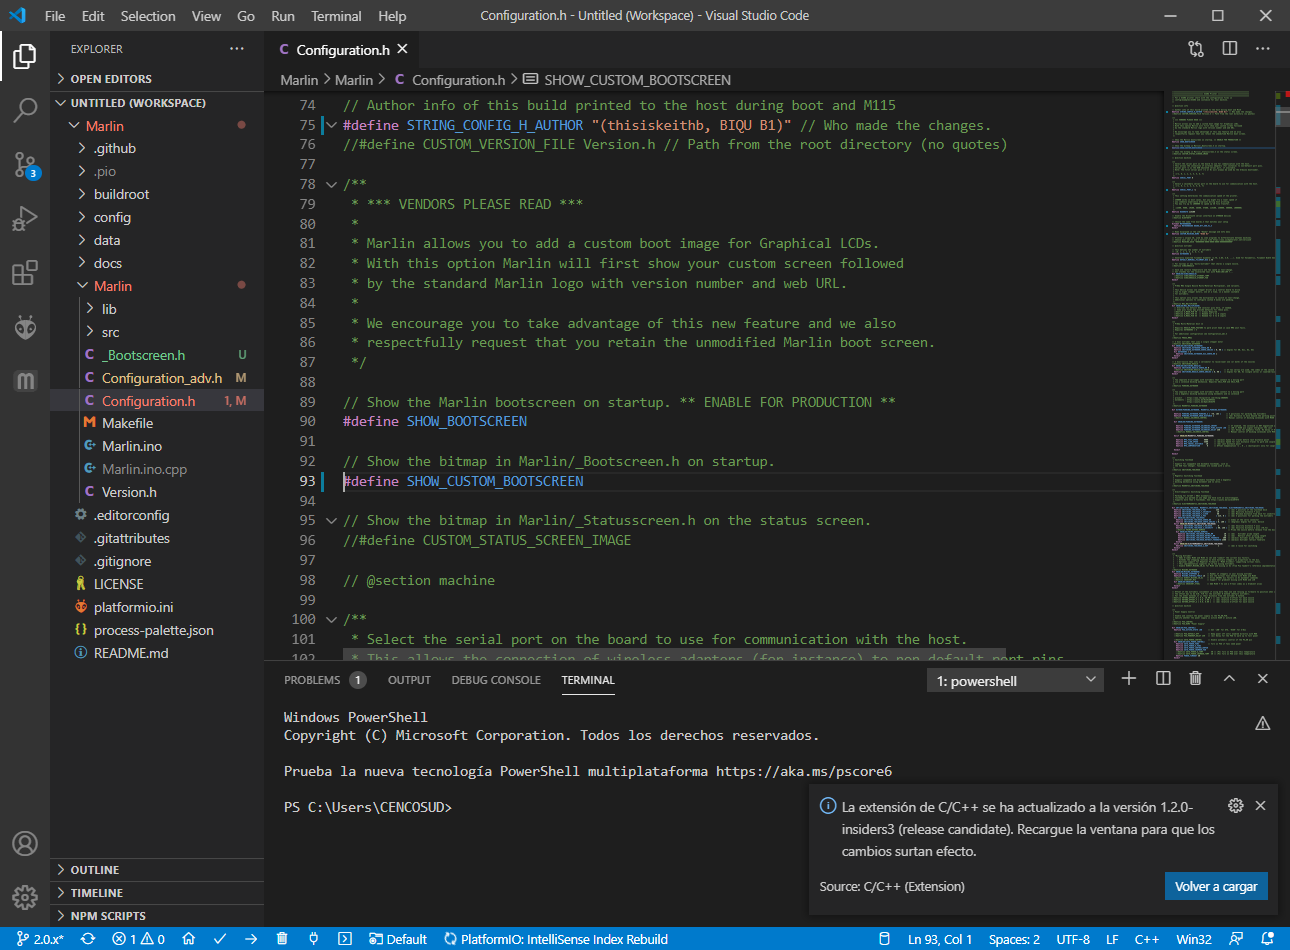 File Edit Selection View Go Run Terminal Help
Configuration.h - Untitled (Workspace) - Visual Studio Code
EXPLORER
OPEN EDITORS
UNTITLED (WORKSPACE)
Marlin
.github
.pio
buildroot
config
data
docs
Marlin
lib
src
C _Bootscreen.h U
C Configuration_adv.h M
C Configuration.h 1, M
M Makefile
Marlin.ino
Marlin.ino.cpp
C Version.h
.editorconfig
.gitattributes
.gitignore
LICENSE
platformio.ini
{} process-palette.json
README.md
OUTLINE
TIMELINE
NPM SCRIPTS
3
m
C Configuration.h
Marlin > Marlin > C Configuration.h > SHOW_CUSTOM_BOOTSCREEN
74 // Author info of this build printed to the host during boot and M115
75 #define STRING_CONFIG_H_AUTHOR "(thisiskeithb, BIQU B1)" // Who made the changes.
76 //#define CUSTOM_VERSION_FILE Version.h // Path from the root directory (no quotes)
77
78 /**
79 * *** VENDORS PLEASE READ ***
80 *
81 * Marlin allows you to add a custom boot image for Graphical LCDs.
82 * With this option Marlin will first show your custom screen followed
83 * by the standard Marlin logo with version number and web URL.
84 *
85 * We encourage you to take advantage of this new feature and we also
86 * respectfully request that you retain the unmodified Marlin boot screen.
87 */
88
89 // Show the Marlin bootscreen on startup. ** ENABLE FOR PRODUCTION **
90 #define SHOW_BOOTSCREEN
91
92 // Show the bitmap in Marlin/_Bootscreen.h on startup.
93 #define SHOW_CUSTOM_BOOTSCREEN
94
95 // Show the bitmap in Marlin/_Statusscreen.h on the status screen.
96 //#define CUSTOM_STATUS_SCREEN_IMAGE
97
98 // @section machine
99
100 /**
101 * Select the serial port on the board to use for communication with the host.
102 * This allows the connection of wireless adapters (for instance) to non-default port pins.
PROBLEMS 1 OUTPUT DEBUG CONSOLE TERMINAL
1: powershell
Windows PowerShell
Copyright (C) Microsoft Corporation. Todos los derechos reservados.
Prueba la nueva tecnología PowerShell multiplataforma https://aka.ms/pscore6
PS C:\Users\CENCOSUD>
La extensión de C/C++ se ha actualizado a la versión 1.2.0-
insiders3 (release candidate). Recargue la ventana para que los
cambios surtan efecto.
Source: C/C++ (Extension)
Volver a cargar
2.0.x* 1 0 Default PlatformIO: IntelliSense Index Rebuild Ln 93, Col 1 Spaces: 2 UTF-8 LF C++ Win32